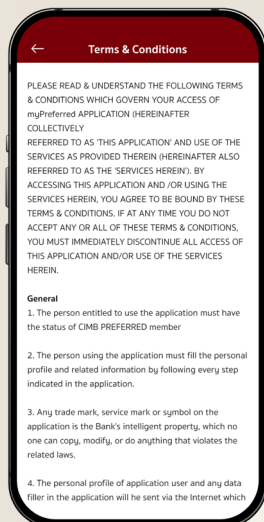 Terms & Conditions
PLEASE READ & UNDERSTAND THE FOLLOWING TERMS
& CONDITIONS WHICH GOVERN YOUR ACCESS OF
myPreferred APPLICATION (HEREINAFTER
COLLECTIVELY
REFERRED TO AS 'THIS APPLICATION' AND USE OF THE
SERVICES AS PROVIDED THEREIN (HEREINAFTER ALSO
REFERRED TO AS THE 'SERVICES HEREIN'). BY
ACCESSING THIS APPLICATION AND /OR USING THE
SERVICES HEREIN, YOU AGREE TO BE BOUND BY THESE
TERMS & CONDITIONS. IF AT ANY TIME YOU DO NOT
ACCEPT ANY OR ALL OF THESE TERMS & CONDITIONS,
YOU MUST IMMEDIATELY DISCONTINUE ALL ACCESS OF
THIS APPLICATION AND/OR USE OF THE SERVICES
HEREIN.
General
1. The person entitled to use the application must have
the status of CIMB PREFERRED member
2. The person using the application must fill the personal
profile and related information by following every step
indicated in the application.
3. Any trade mark, service mark or symbol on the
application is the Bank's intelligent property, which no
one can copy, modify, or do anything that violates the
related laws.
4. The personal profile of application user and any data
filler in the application will he sent via the Internet which